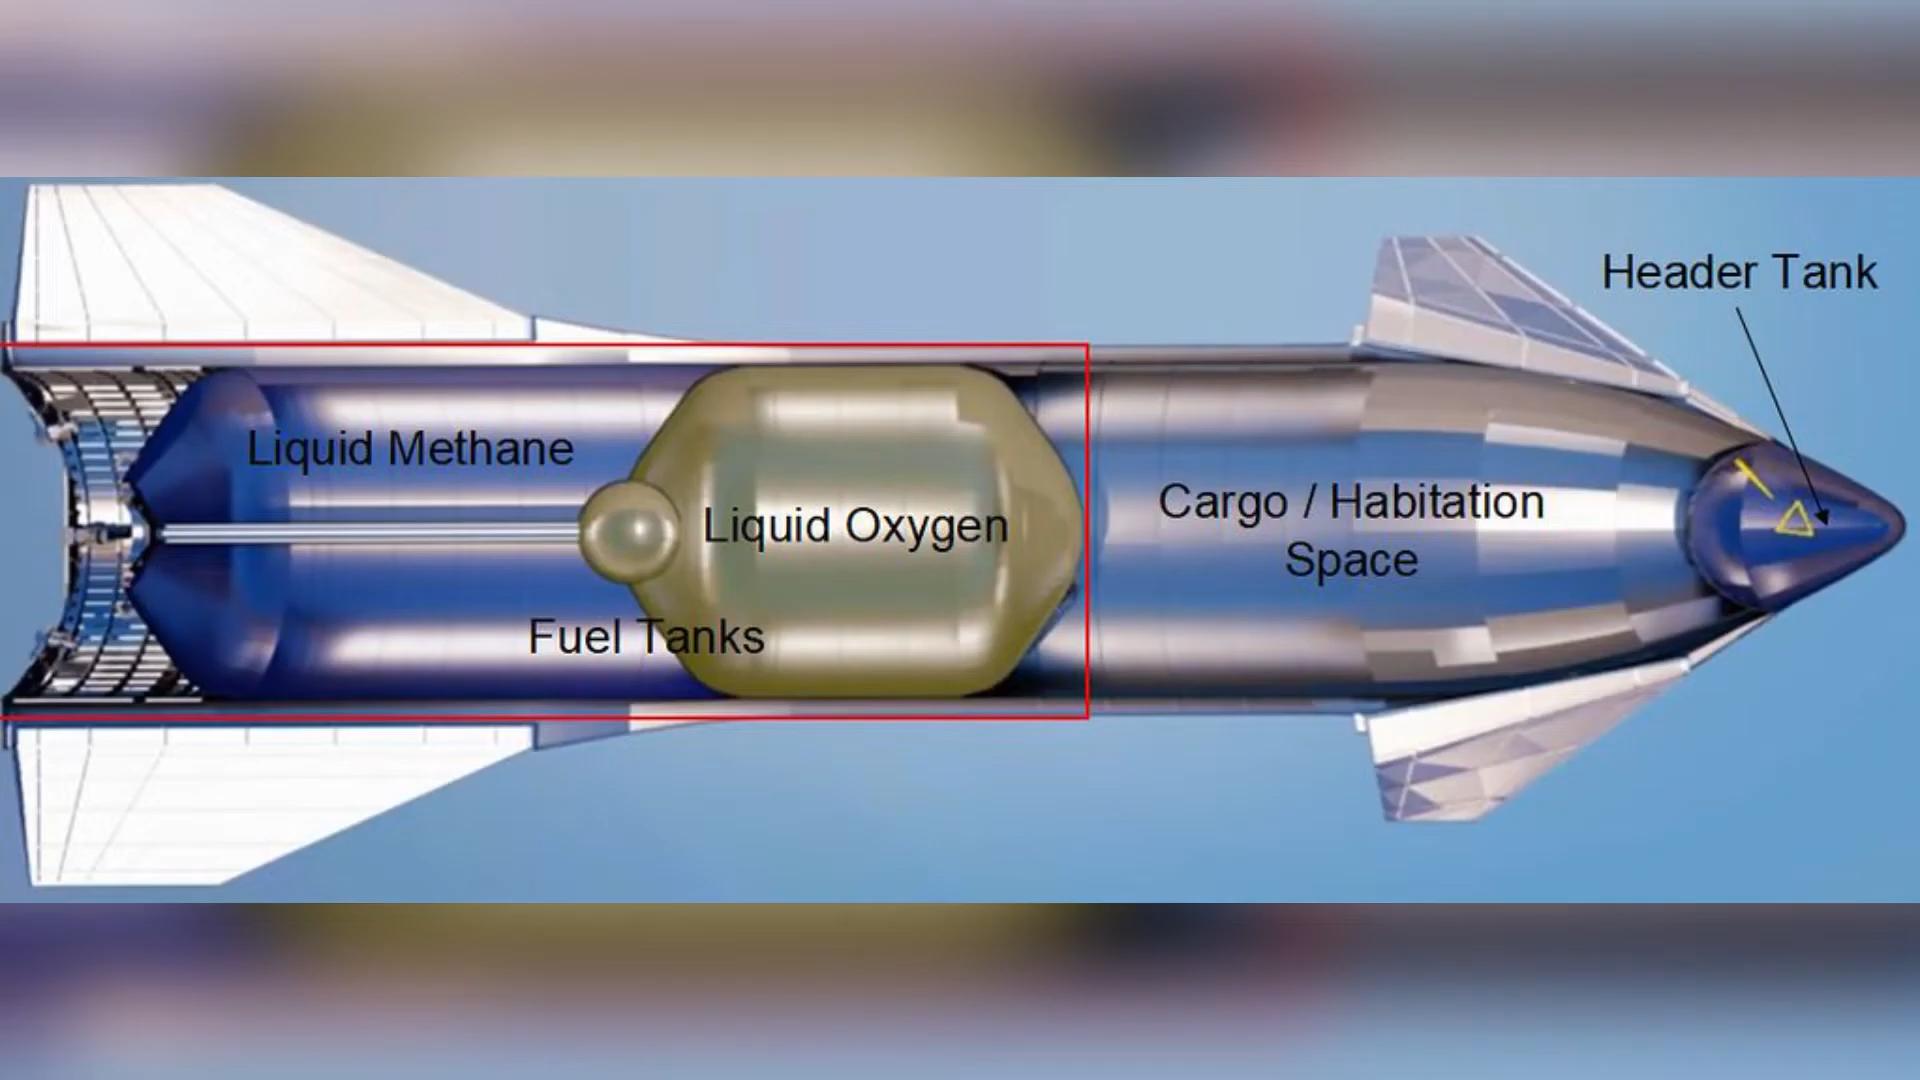 Header Tank
Liquid Methane
Liquid Oxygen
Cargo / Habitation
Space
Fuel Tanks